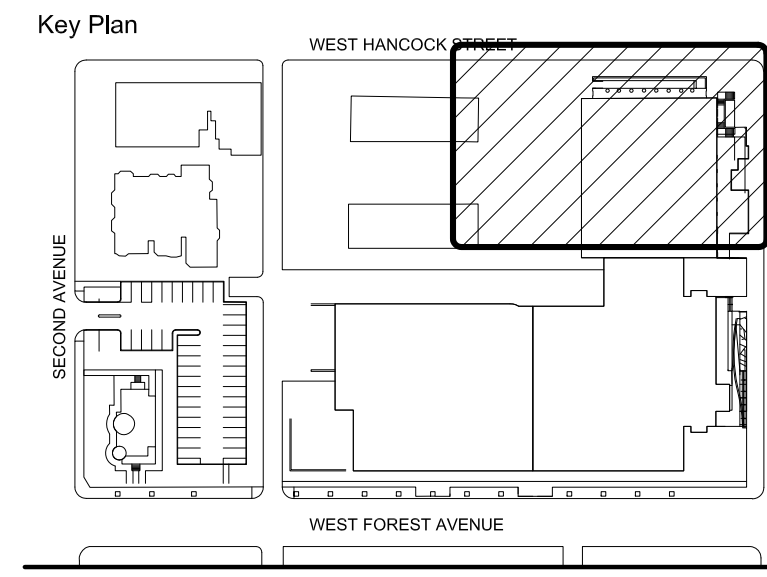 Key Plan
WEST HANCOCK STREET
SECOND AVENUE
WEST FOREST AVENUE